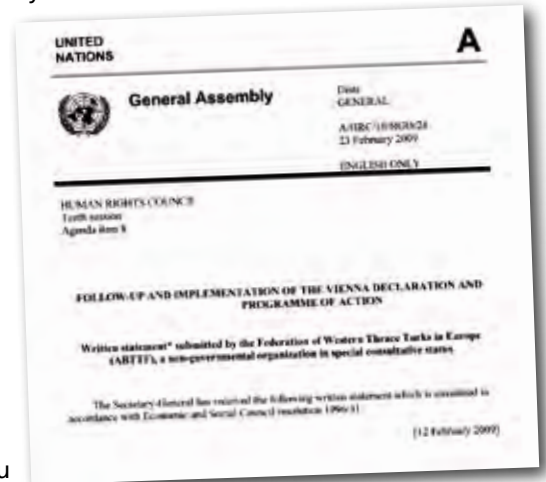 UNITED
NATIONS
A
General Assembly
Distr.
GENERAL
A/HRC/10/NGO/24
23 February 2009
ENGLISH ONLY
HUMAN RIGHTS COUNCIL
Tenth session
Agenda item 8
FOLLOW-UP AND IMPLEMENTATION OF THE VIENNA DECLARATION AND
PROGRAMME OF ACTION
Written statement* submitted by the Federation of Western Thrace Turks in Europe
(ABTTF), a non-governmental organization in special consultative status
The Secretary-General has received the following written statement which is circulated in
accordance with Economic and Social Council resolution 1996/31.
[12 February 2009]
u